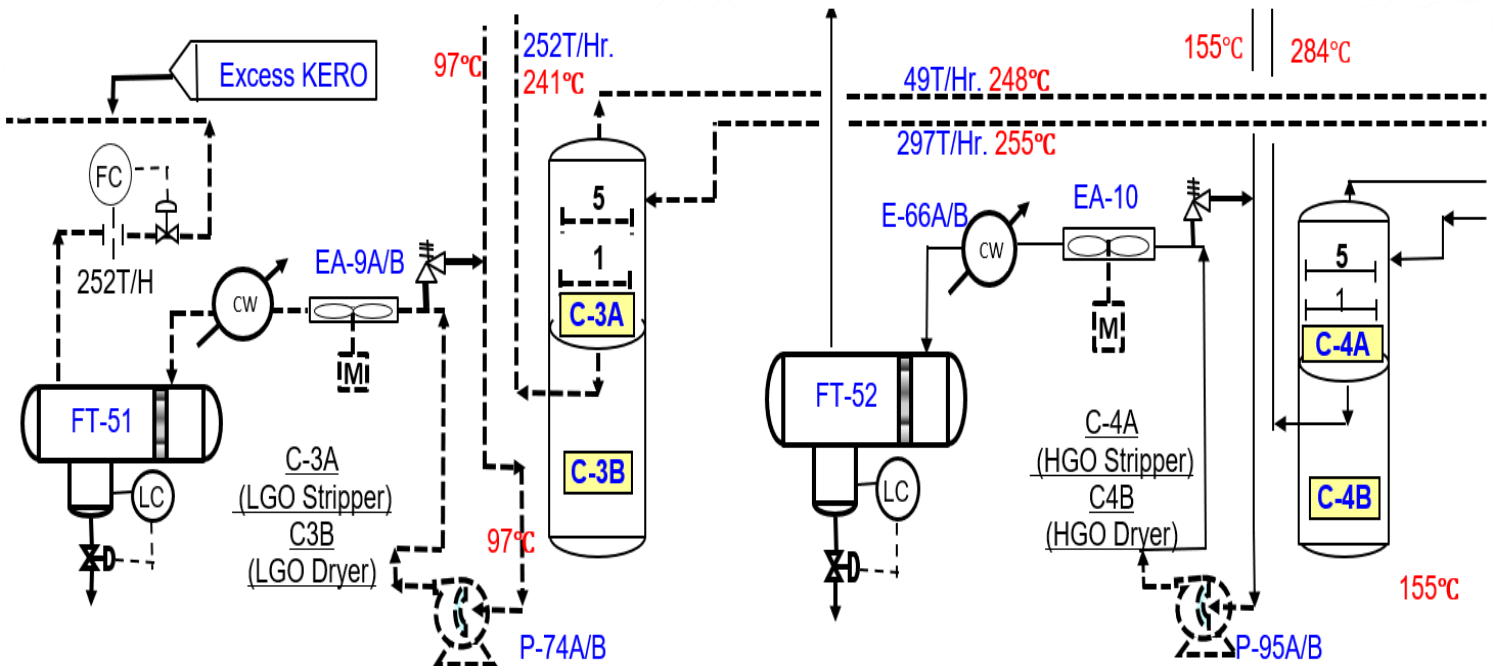 Excess KERO
97℃
252T/Hr.
241℃
155℃
284℃
49T/Hr. 248℃
297T/Hr. 255℃
FC
252T/H
EA-9A/B
CW
M
FT-51
LC
5
1
C-3A
C-3B
C-3A
(LGO Stripper)
C3B
(LGO Dryer)
97℃
P-74A/B
E-66A/B
CW
EA-10
M
FT-52
LC
5
1
C-4A
C-4B
C-4A
(HGO Stripper)
C4B
(HGO Dryer)
155℃
P-95A/B